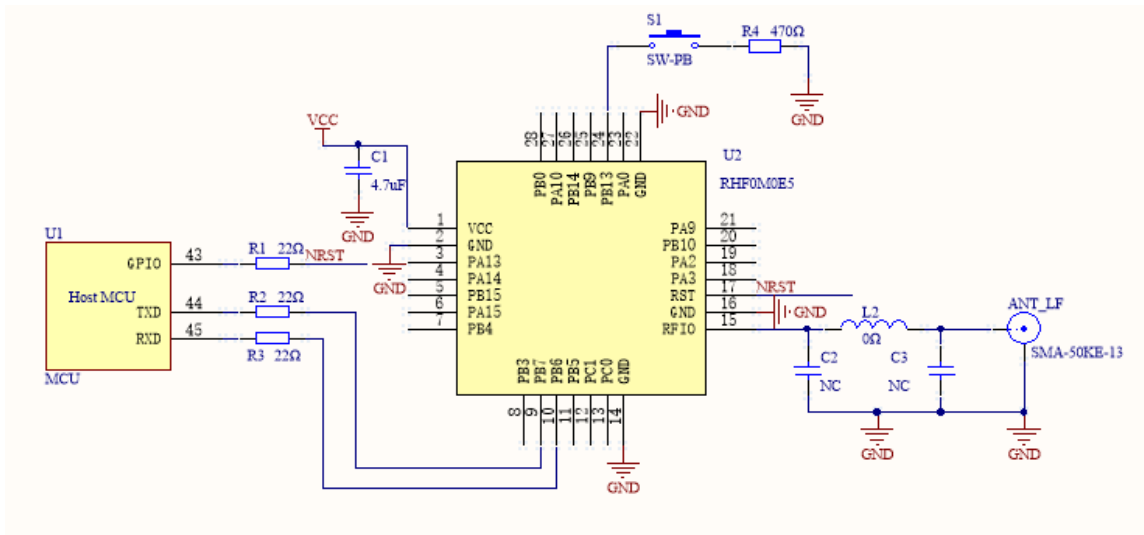 S1
SW-PB
R4 470Ω
GND
GND
VCC
C1
4.7uF
GND
28 27 26 25 24 23 22
PB0 PA10 PB14 PB9 PB13 PA0 GND
U2
RHF0M0E5
U1
GPIO 43
Host MCU
TXD 44
RXD 45
MCU
R1 22Ω
NRST
R2 22Ω
R3 22Ω
GND
1 VCC
2 GND
3 PA13
4 PA14
5 PB15
6 PA15
7 PB4
PA9 21
PB10 20
PA2 19
PA3 18
RST 17
GND 16
RFIO 15
NRST
GND
L2
0Ω
ANT_LF
SMA-50KE-13
C2
NC
C3
NC
GND
GND
PB3 PB7 PB6 PB5 PC1 PC0 GND
8 9 10 11 12 13 14
GND